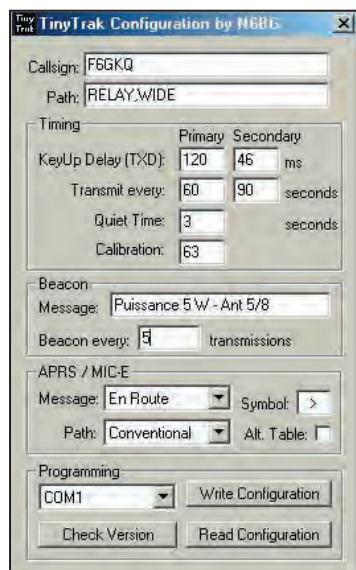 Tiny Trak TinyTrak Configuration by N6BG
Callsign: F6GKQ
Path: RELAY,WIDE
Timing
Primary Secondary
KeyUp Delay (TXD): 120 46 ms
Transmit every: 60 90 seconds
Quiet Time: 3 seconds
Calibration: 63
Beacon
Message: Puissance 5 W - Ant 5/8
Beacon every: 5 transmissions
APRS / MIC-E
Message: En Route Symbol: >
Path: Conventional Alt. Table:
Programming
COM1 Write Configuration
Check Version Read Configuration